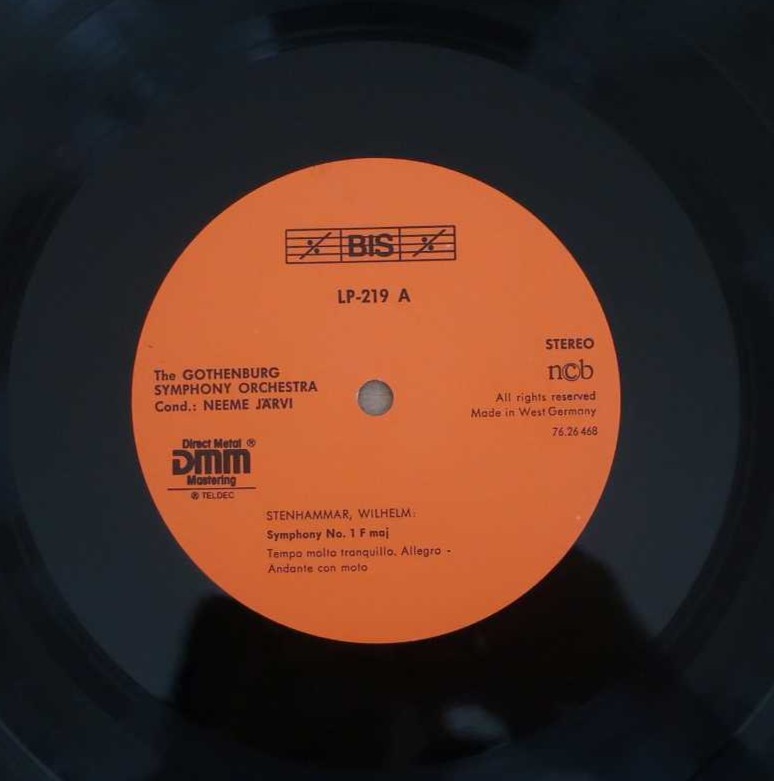 BIS
LP-219 A
STEREO
ncb
The GOTHENBURG
SYMPHONY ORCHESTRA
Cond.: NEEME JÄRVI
All rights reserved
Made in West Germany
76.26 468
Direct Metal ®
DMM
Mastering
® TELDEC
STENHAMMAR, WILHELM:
Symphony No. 1 F maj
Tempo molto tranquillo. Allegro -
Andante con moto